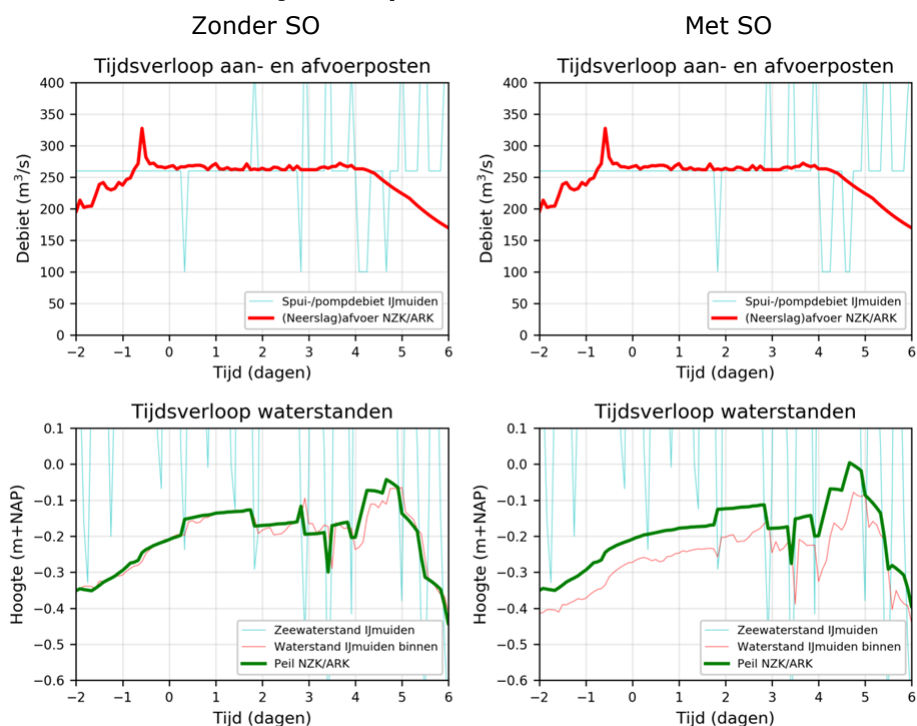 Zonder SO
Met SO
Tijdsverloop aan- en afvoerposten
Debiet (m³/s)
400
350
300
250
200
150
100
50
0
Spui-/pompdebiet IJmuiden
(Neerslag)afvoer NZK/ARK
−2 −1 0 1 2 3 4 5 6
Tijd (dagen)
Tijdsverloop aan- en afvoerposten
Debiet (m³/s)
400
350
300
250
200
150
100
50
0
Spui-/pompdebiet IJmuiden
(Neerslag)afvoer NZK/ARK
−2 −1 0 1 2 3 4 5 6
Tijd (dagen)
Tijdsverloop waterstanden
Hoogte (m+NAP)
0.1
0.0
−0.1
−0.2
−0.3
−0.4
−0.5
−0.6
Zeewaterstand IJmuiden
Waterstand IJmuiden binnen
Peil NZK/ARK
−2 −1 0 1 2 3 4 5 6
Tijd (dagen)
Tijdsverloop waterstanden
Hoogte (m+NAP)
0.1
0.0
−0.1
−0.2
−0.3
−0.4
−0.5
−0.6
Zeewaterstand IJmuiden
Waterstand IJmuiden binnen
Peil NZK/ARK
−2 −1 0 1 2 3 4 5 6
Tijd (dagen)